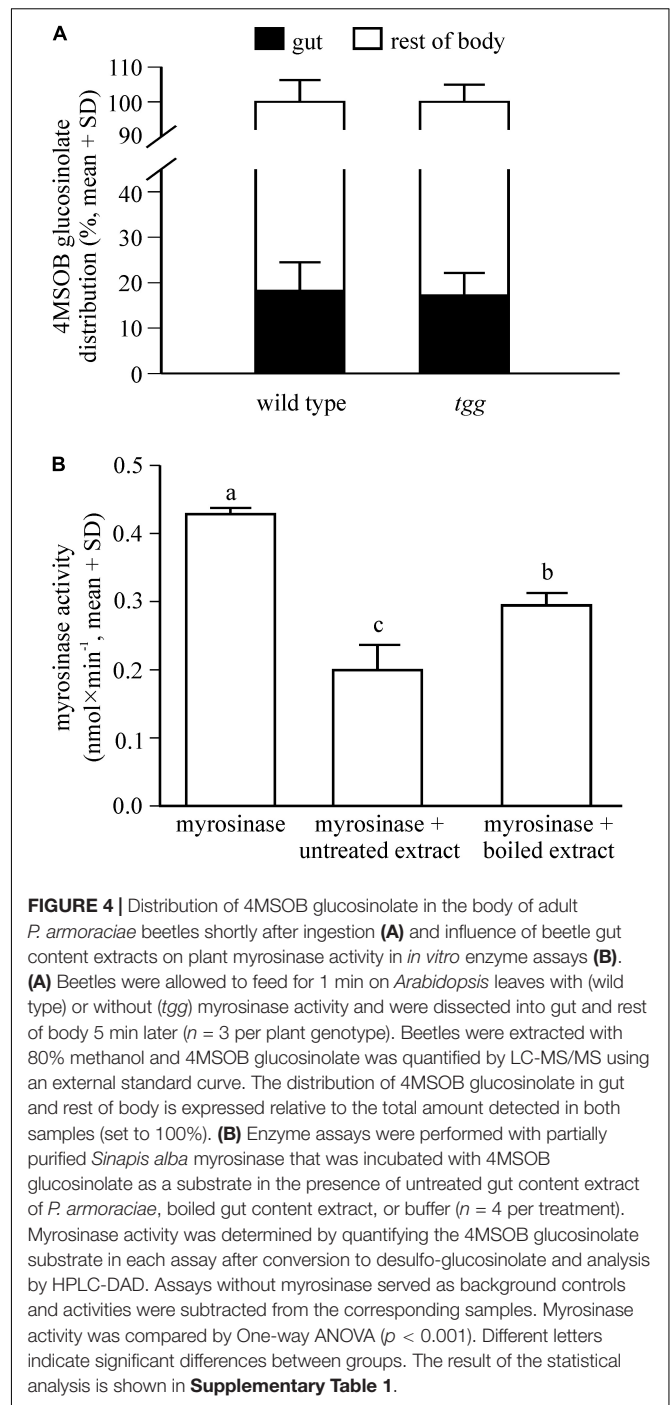 A
gut
rest of body
4MSOB glucosinolate
distribution (%, mean + SD)
110
100
90
40
30
20
10
0
wild type
tgg
B
myrosinase activity
(nmol×min⁻¹, mean + SD)
0.5
0.4
0.3
0.2
0.1
0.0
a
c
b
myrosinase
myrosinase +
untreated extract
myrosinase +
boiled extract
FIGURE 4 | Distribution of 4MSOB glucosinolate in the body of adult
P. armoraciae beetles shortly after ingestion (A) and influence of beetle gut
content extracts on plant myrosinase activity in in vitro enzyme assays (B).
(A) Beetles were allowed to feed for 1 min on Arabidopsis leaves with (wild
type) or without (tgg) myrosinase activity and were dissected into gut and rest
of body 5 min later (n = 3 per plant genotype). Beetles were extracted with
80% methanol and 4MSOB glucosinolate was quantified by LC-MS/MS using
an external standard curve. The distribution of 4MSOB glucosinolate in gut
and rest of body is expressed relative to the total amount detected in both
samples (set to 100%). (B) Enzyme assays were performed with partially
purified Sinapis alba myrosinase that was incubated with 4MSOB
glucosinolate as a substrate in the presence of untreated gut content extract
of P. armoraciae, boiled gut content extract, or buffer (n = 4 per treatment).
Myrosinase activity was determined by quantifying the 4MSOB glucosinolate
substrate in each assay after conversion to desulfo-glucosinolate and analysis
by HPLC-DAD. Assays without myrosinase served as background controls
and activities were subtracted from the corresponding samples. Myrosinase
activity was compared by One-way ANOVA (p < 0.001). Different letters
indicate significant differences between groups. The result of the statistical
analysis is shown in Supplementary Table 1.